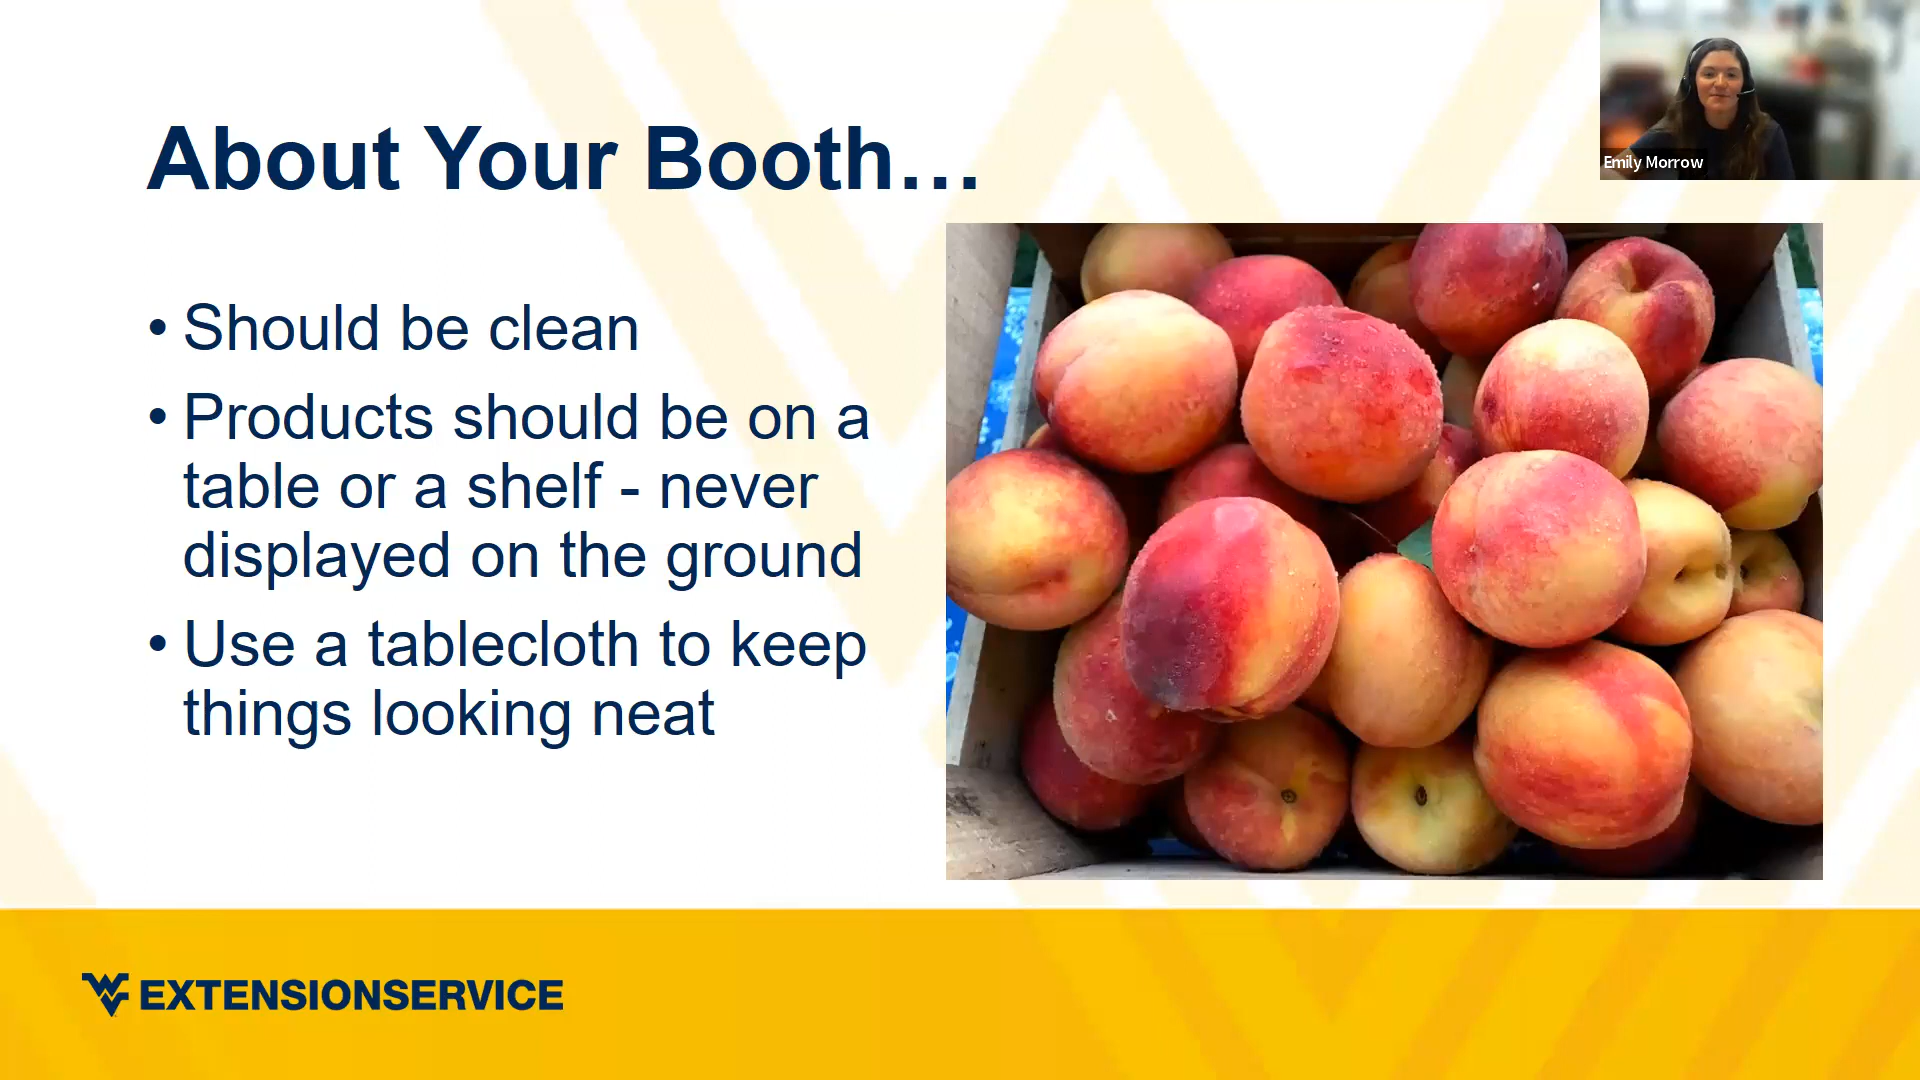 About Your Booth…
• Should be clean
• Products should be on a
table or a shelf - never
displayed on the ground
• Use a tablecloth to keep
things looking neat
Emily Morrow
WV EXTENSIONSERVICE